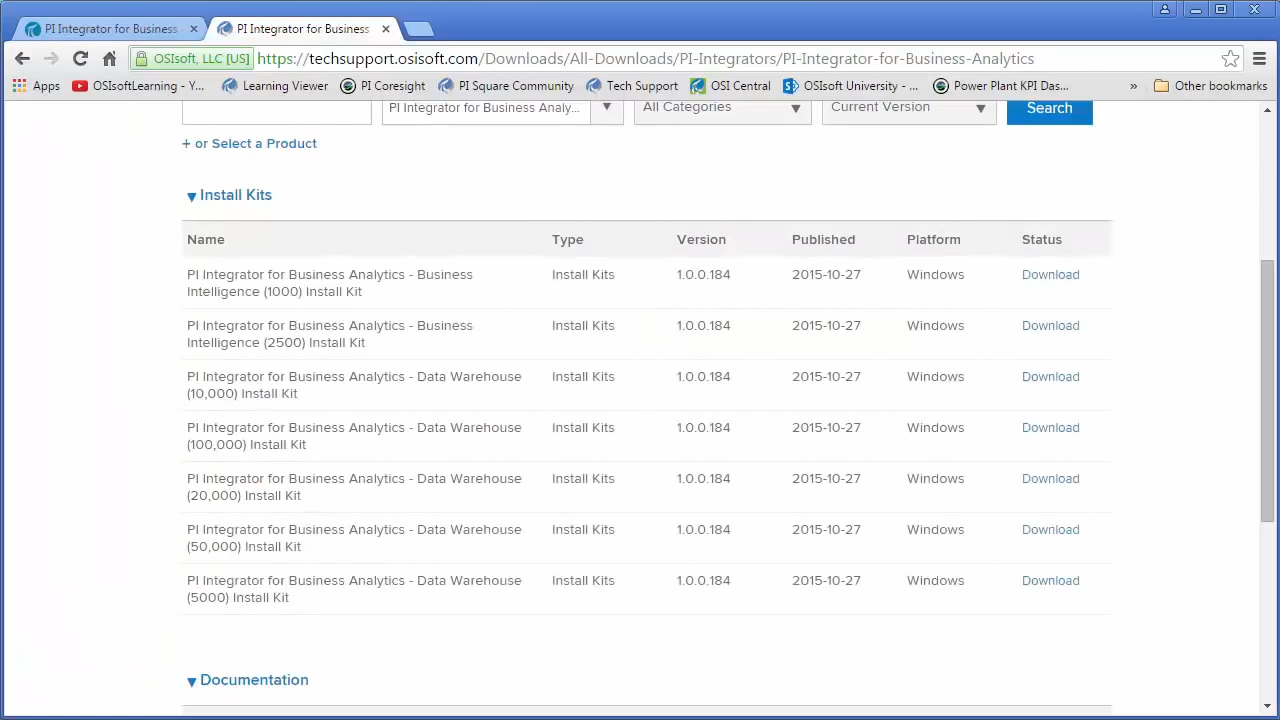 PI Integrator for Business
PI Integrator for Business
OSIsoft, LLC [US] https://techsupport.osisoft.com/Downloads/All-Downloads/PI-Integrators/PI-Integrator-for-Business-Analytics
Apps OSIsoftLearning - Y... Learning Viewer PI Coresight PI Square Community Tech Support OSI Central OSIsoft University - ... Power Plant KPI Das... » Other bookmarks
PI Integrator for Business Analy... All Categories Current Version Search
+ or Select a Product
Install Kits
Name Type Version Published Platform Status
PI Integrator for Business Analytics - Business Install Kits 1.0.0.184 2015-10-27 Windows Download
Intelligence (1000) Install Kit
PI Integrator for Business Analytics - Business Install Kits 1.0.0.184 2015-10-27 Windows Download
Intelligence (2500) Install Kit
PI Integrator for Business Analytics - Data Warehouse Install Kits 1.0.0.184 2015-10-27 Windows Download
(10,000) Install Kit
PI Integrator for Business Analytics - Data Warehouse Install Kits 1.0.0.184 2015-10-27 Windows Download
(100,000) Install Kit
PI Integrator for Business Analytics - Data Warehouse Install Kits 1.0.0.184 2015-10-27 Windows Download
(20,000) Install Kit
PI Integrator for Business Analytics - Data Warehouse Install Kits 1.0.0.184 2015-10-27 Windows Download
(50,000) Install Kit
PI Integrator for Business Analytics - Data Warehouse Install Kits 1.0.0.184 2015-10-27 Windows Download
(5000) Install Kit
Documentation